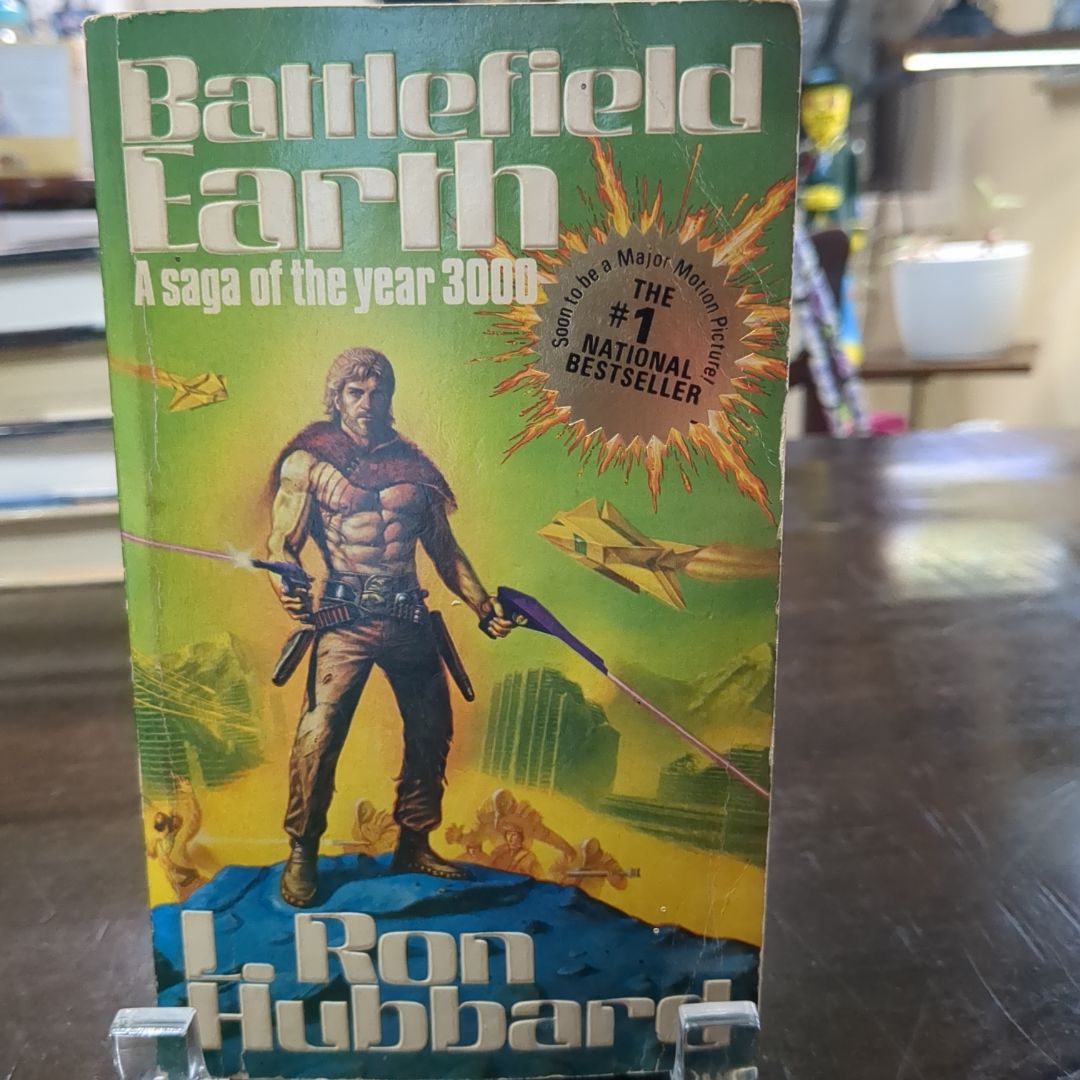 Battlefield
Earth
A saga of the year 3000
Soon to be a Major Motion Picture!
THE
#1
NATIONAL
BESTSELLER
L. Ron
Hubbard